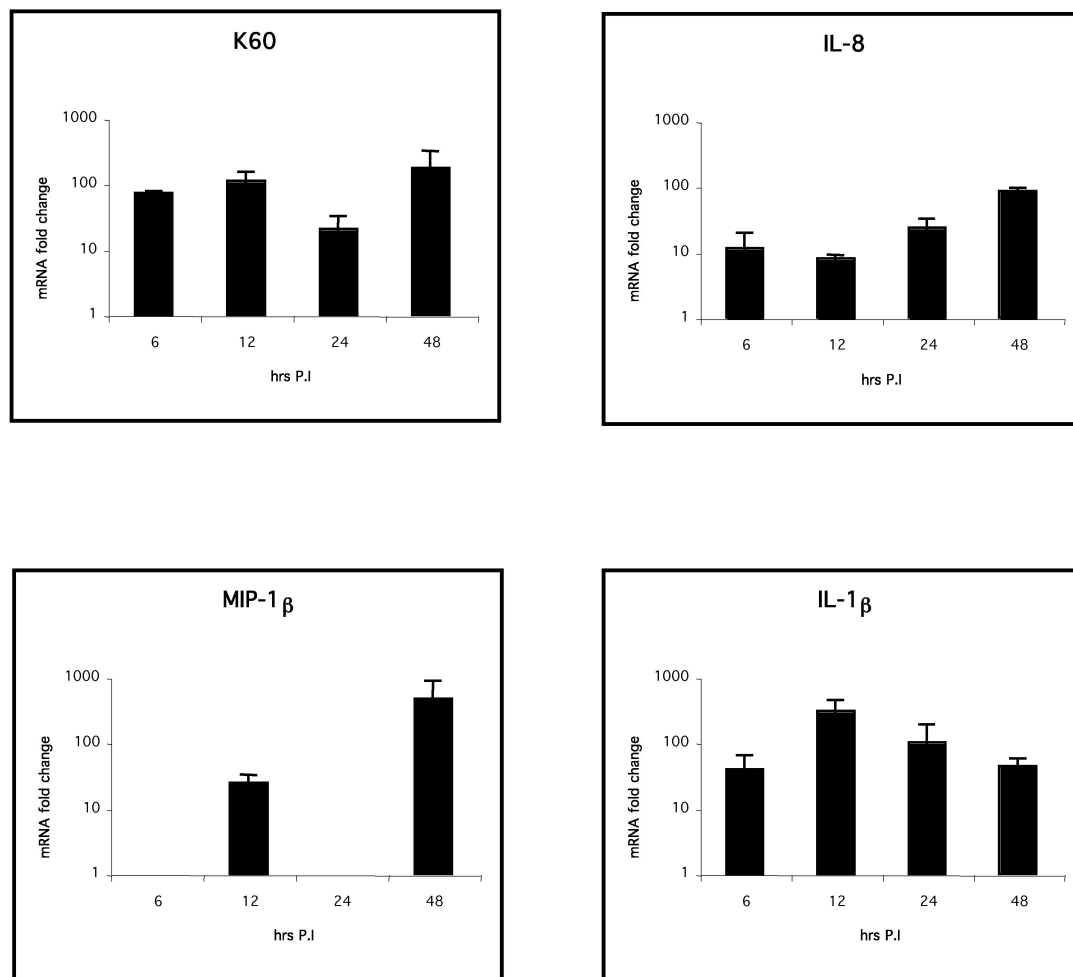 K60
1000
100
10
1
mRNA fold change
6 12 24 48
hrs P.I
IL-8
1000
100
10
1
mRNA fold change
6 12 24 48
hrs P.I
MIP-1β
1000
100
10
1
mRNA fold change
6 12 24 48
hrs P.I
IL-1β
1000
100
10
1
mRNA fold change
6 12 24 48
hrs P.I